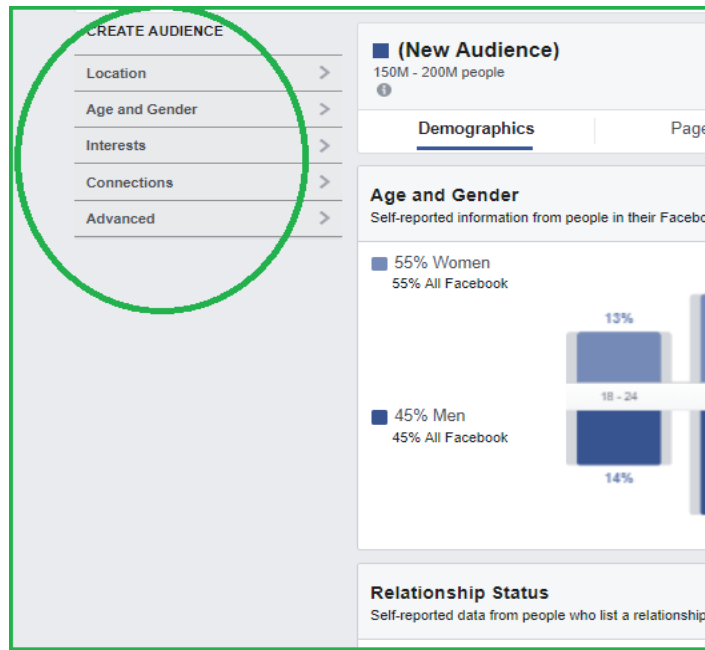 CREATE AUDIENCE
Location
Age and Gender
Interests
Connections
Advanced
(New Audience)
150M - 200M people
Demographics
Page
Age and Gender
Self-reported information from people in their Facebo
55% Women
55% All Facebook
13%
18 - 24
45% Men
45% All Facebook
14%
Relationship Status
Self-reported data from people who list a relationship